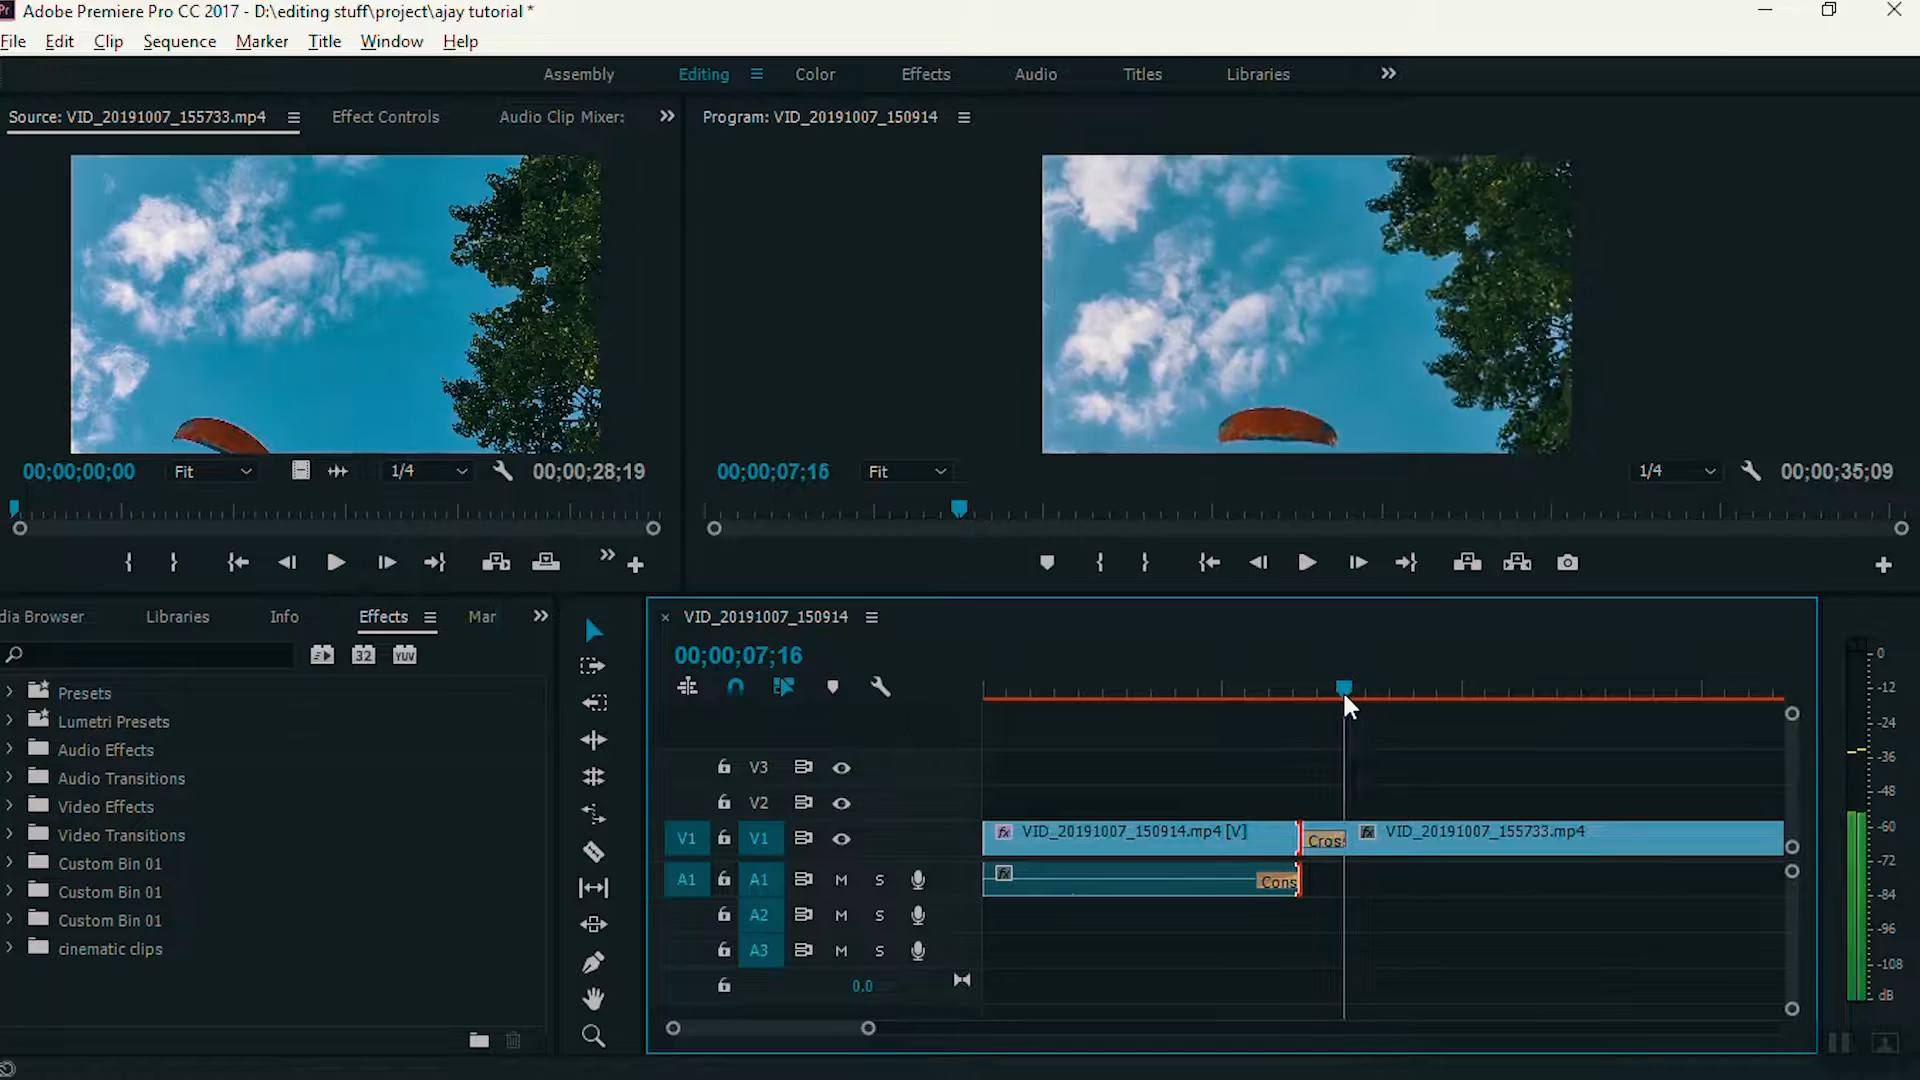 Pr Adobe Premiere Pro CC 2017 - D:\editing stuff\project\ajay tutorial *
File Edit Clip Sequence Marker Title Window Help
Assembly Editing Color Effects Audio Titles Libraries
Source: VID_20191007_155733.mp4 Effect Controls Audio Clip Mixer: Program: VID_20191007_150914
00;00;00;00 Fit 1/4 00;00;28;19 00;00;07;16 Fit 1/4 00;00;35;09
dia Browser Libraries Info Effects Mar
VID_20191007_150914
00;00;07;16
32 YUV
Presets
Lumetri Presets
Audio Effects
Audio Transitions
Video Effects
Video Transitions
Custom Bin 01
Custom Bin 01
Custom Bin 01
cinematic clips
V3
V2
V1 V1 fx VID_20191007_150914.mp4 [V] Cros fx VID_20191007_155733.mp4
A1 A1 M S fx Cons
A2 M S
A3 M S
0.0
0
-12
-24
-36
-48
-60
-72
-84
-96
-108
dB